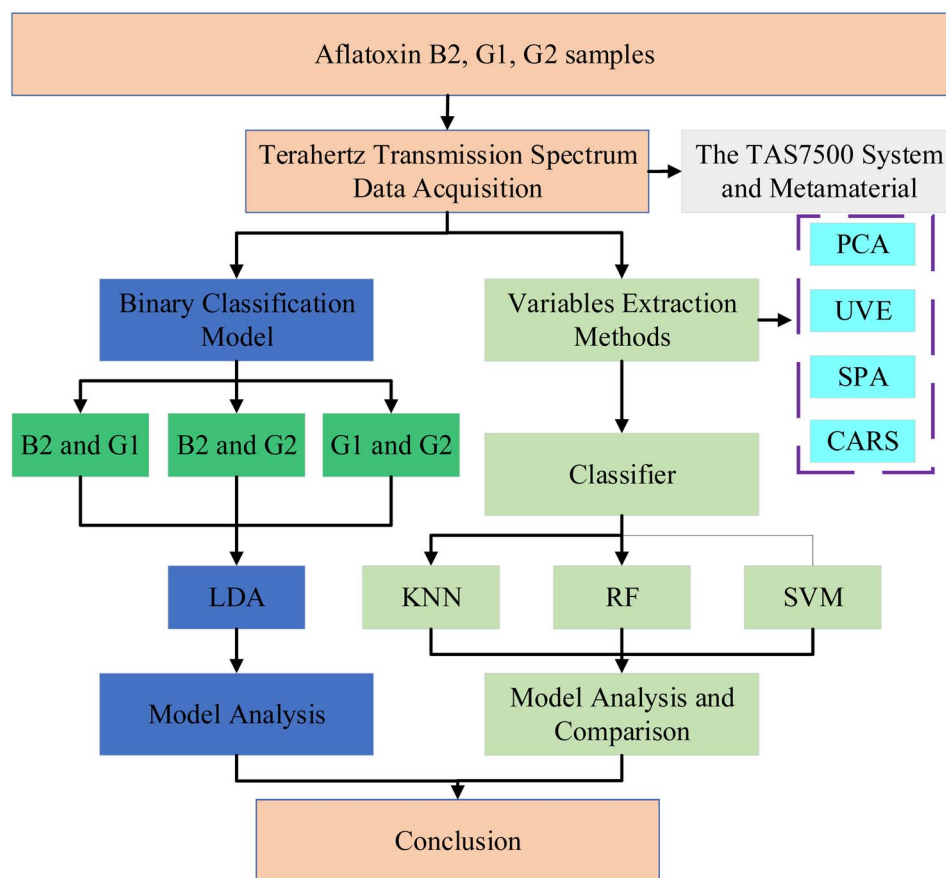 Aflatoxin B2, G1, G2 samples
Terahertz Transmission Spectrum
Data Acquisition
The TAS7500 System
and Metamaterial
Binary Classification
Model
Variables Extraction
Methods
PCA
UVE
SPA
CARS
B2 and G1
B2 and G2
G1 and G2
Classifier
LDA
KNN
RF
SVM
Model Analysis
Model Analysis and
Comparison
Conclusion